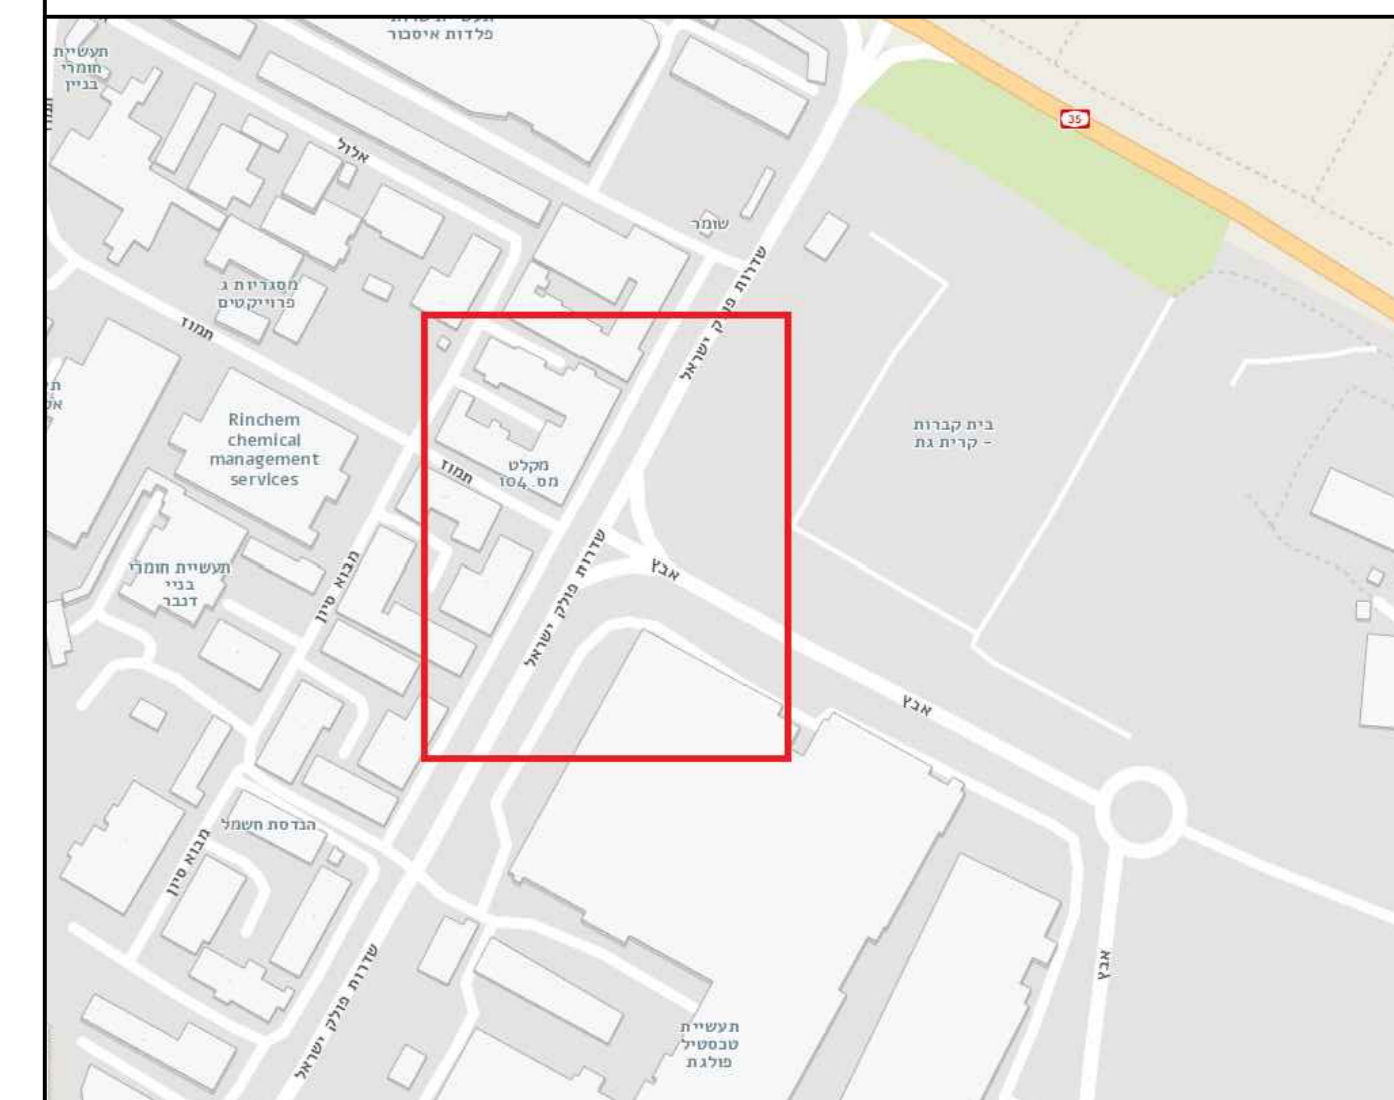 פלדות איסכור
תעשיית
חומרי
בניין
35
אלול
שומר
שדרות פולק ישראל
מסגריות ג.
פרוייקטים
תמוז
Rinchem
chemical
management
services
בית קברות
- קרית גת
מקלט
מס. 104
תמוז
שדרות פולק ישראל
אבץ
תעשיית חומרי
בניי
דנבר
מבוא סיון
אבץ
הנדסת חשמל
מבוא סיון
שדרות פולק ישראל
אבץ
תעשיית
טכסטיל
פולגת